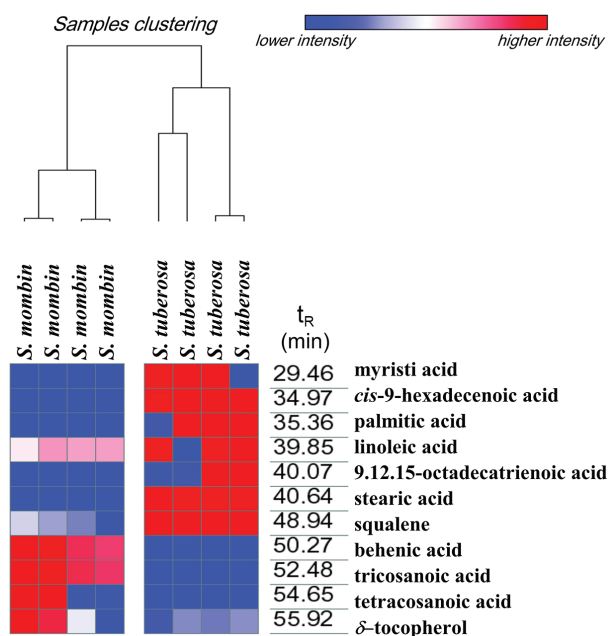 Samples clustering
lower intensity
higher intensity
S. mombin
S. mombin
S. mombin
S. mombin
S. tuberosa
S. tuberosa
S. tuberosa
S. tuberosa
tR
(min)
29.46 myristi acid
34.97 cis-9-hexadecenoic acid
35.36 palmitic acid
39.85 linoleic acid
40.07 9.12.15-octadecatrienoic acid
40.64 stearic acid
48.94 squalene
50.27 behenic acid
52.48 tricosanoic acid
54.65 tetracosanoic acid
55.92 δ–tocopherol